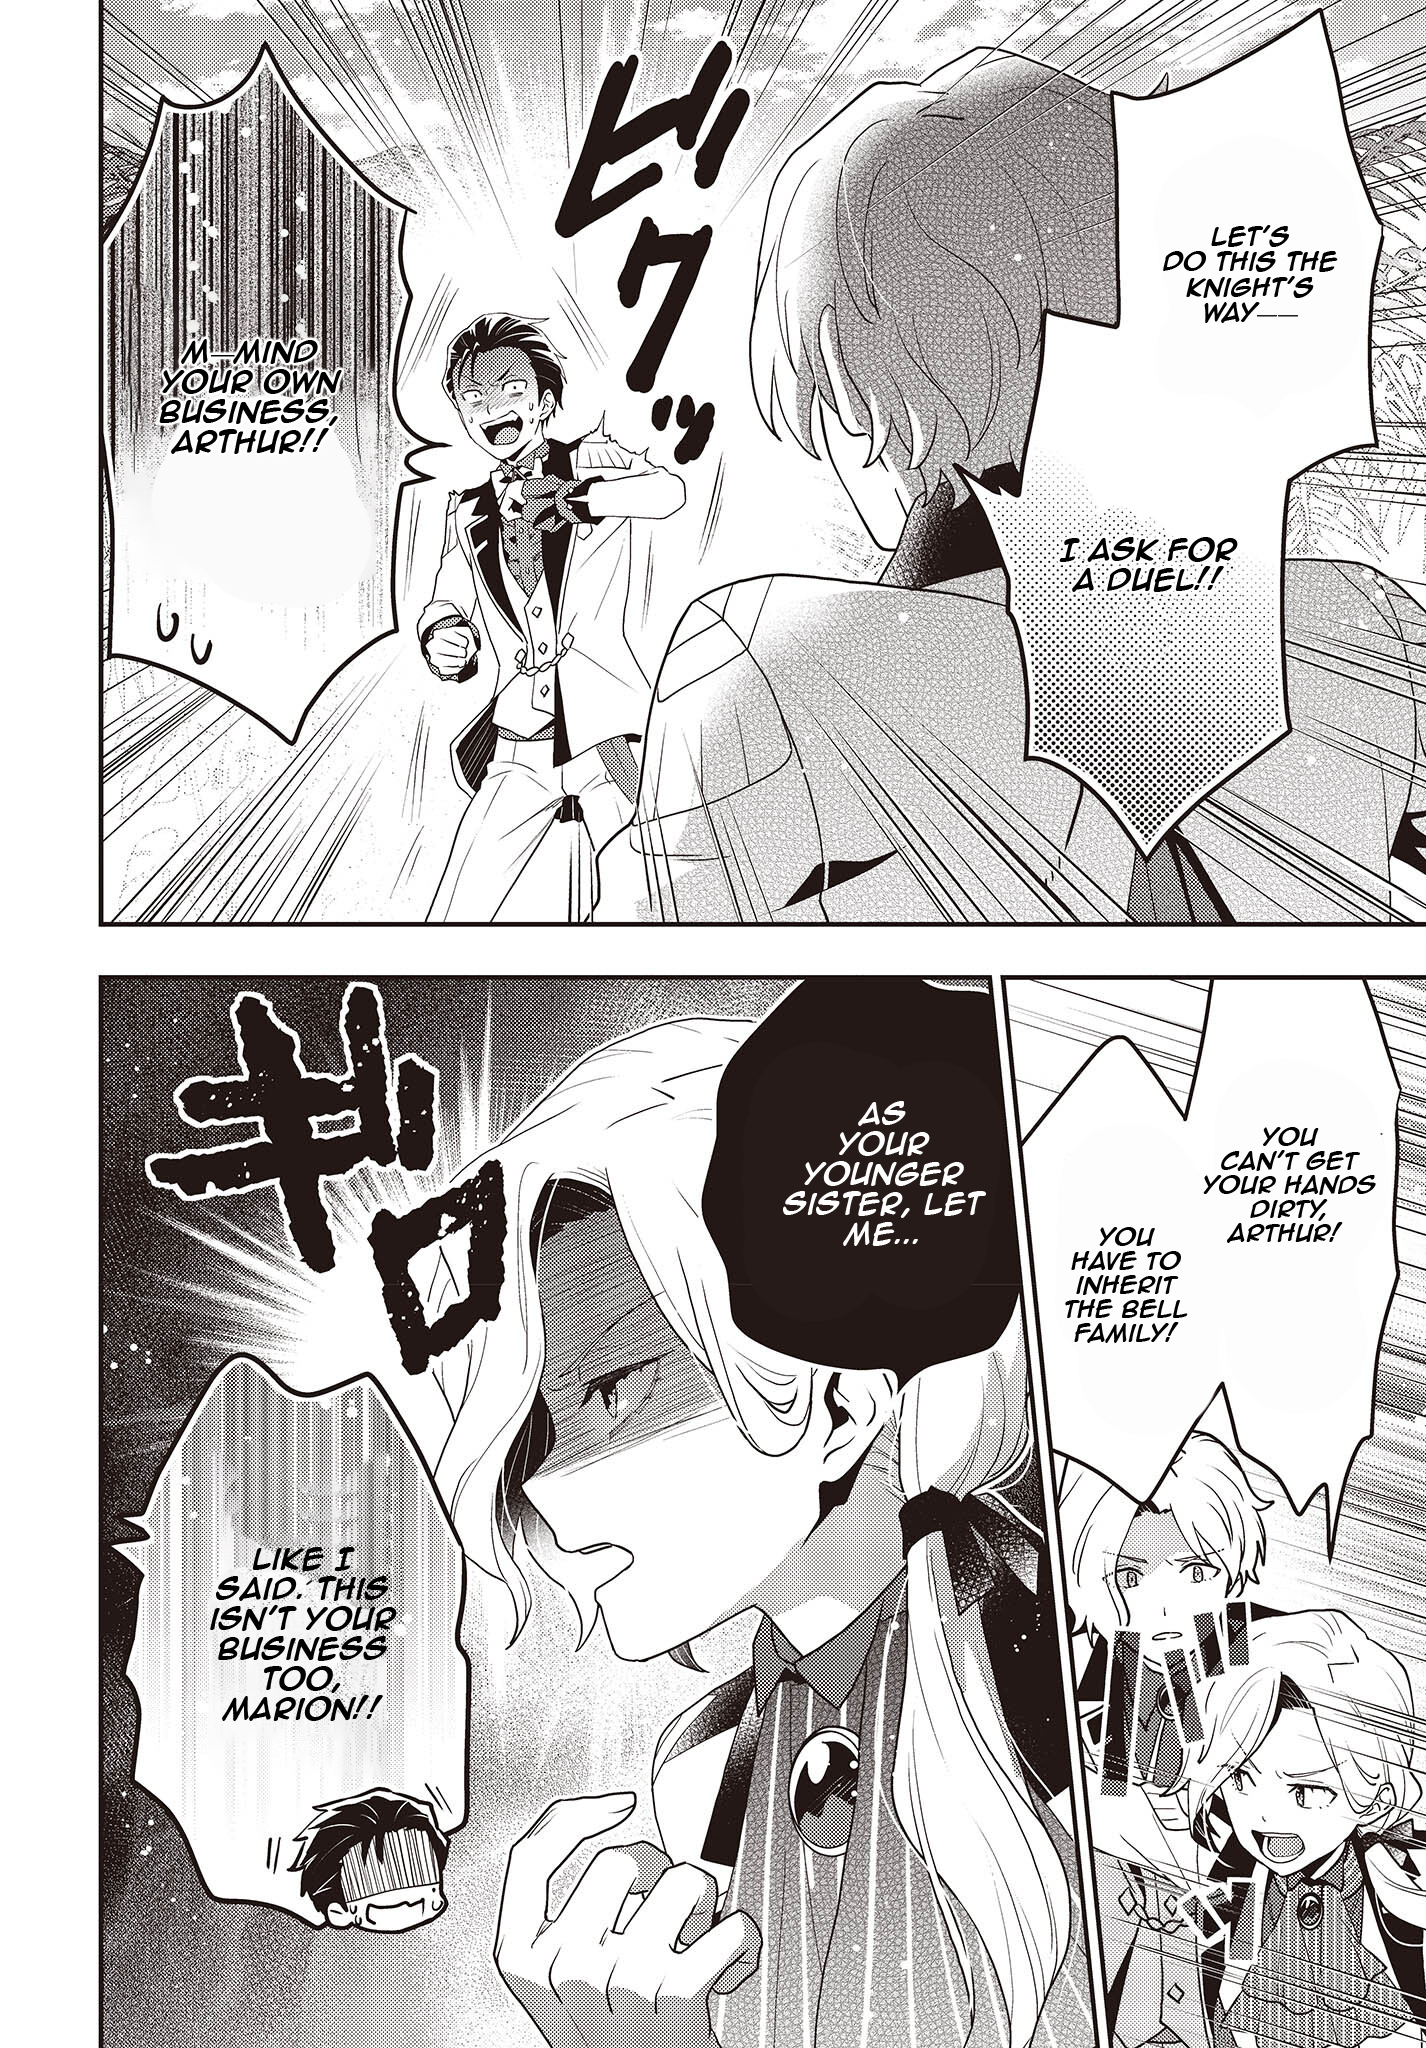 LET'S
DO THIS THE
KNIGHT'S
WAY——
I ASK FOR
A DUEL!!
ビクッ
M—MIND
YOUR OWN
BUSINESS,
ARTHUR!!
YOU
CAN'T GET
YOUR HANDS
DIRTY,
ARTHUR!
YOU
HAVE TO
INHERIT
THE BELL
FAMILY!
AS
YOUR
YOUNGER
SISTER, LET
ME...
ギロ
LIKE I
SAID. THIS
ISN'T YOUR
BUSINESS
TOO,
MARION!!